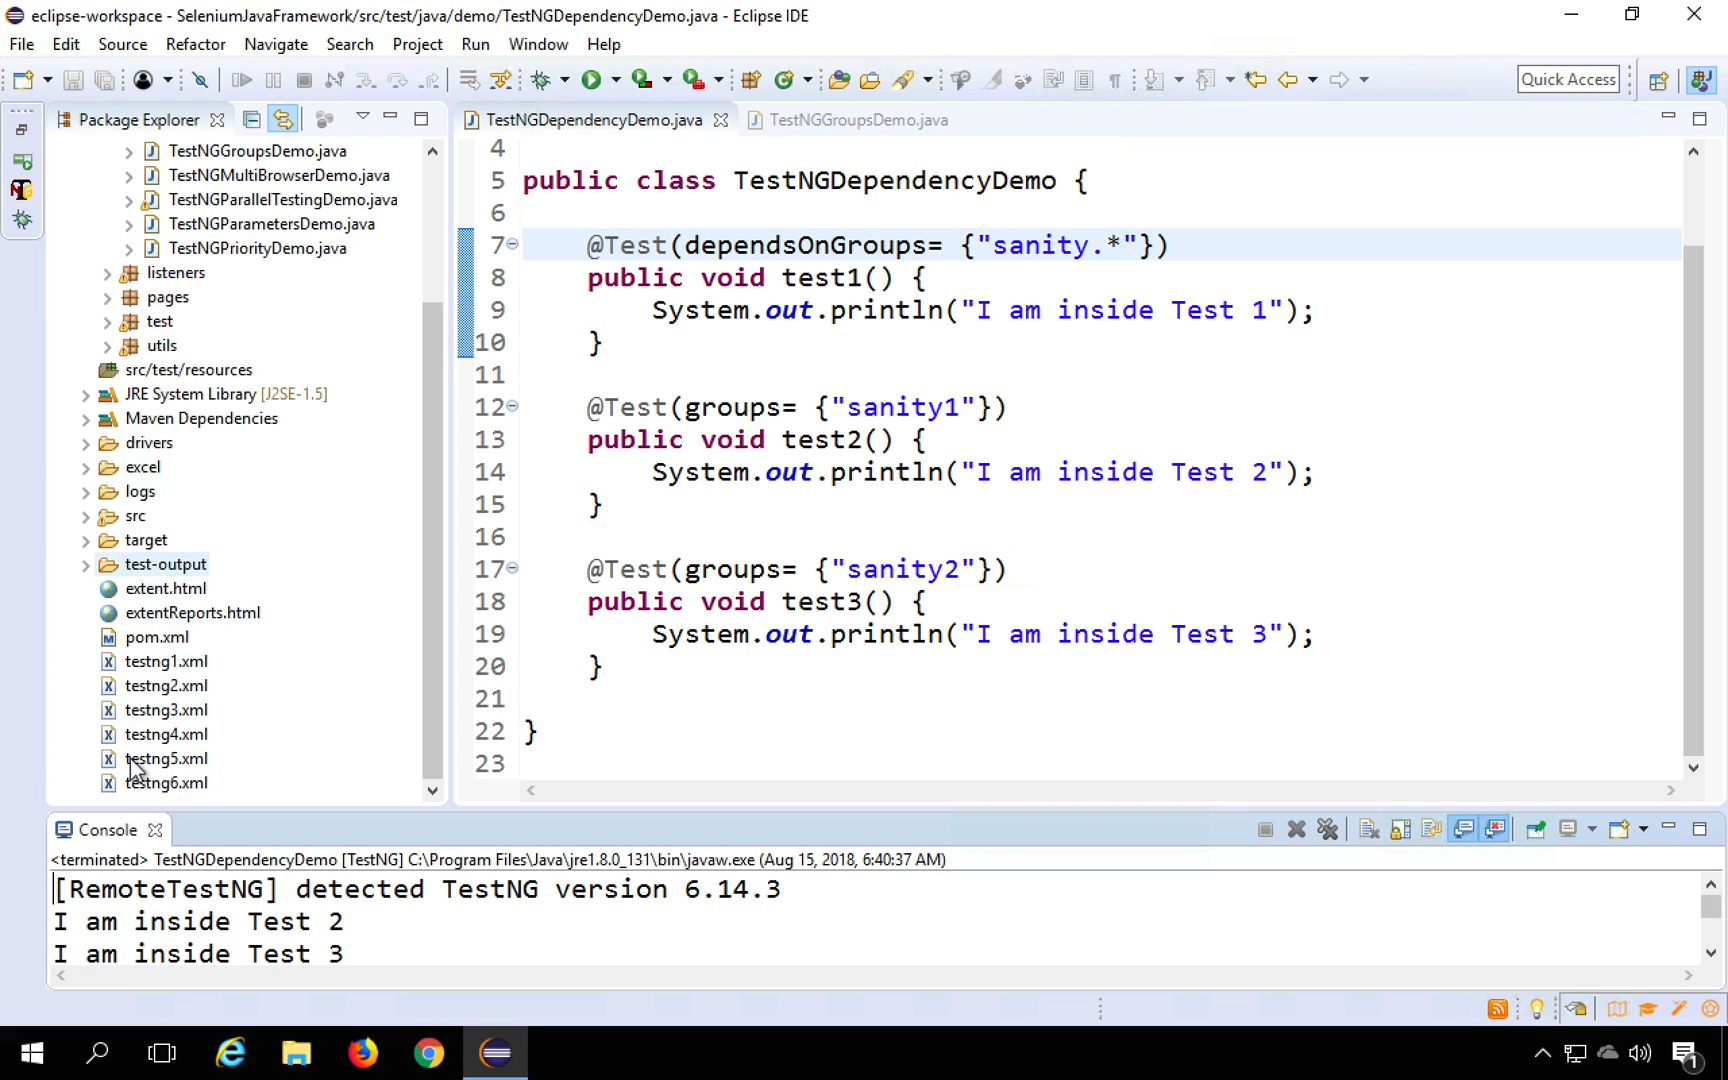 eclipse-workspace - SeleniumJavaFramework/src/test/java/demo/TestNGDependencyDemo.java - Eclipse IDE
File Edit Source Refactor Navigate Search Project Run Window Help
Quick Access
Package Explorer
TestNGDependencyDemo.java
TestNGGroupsDemo.java
TestNGGroupsDemo.java
TestNGMultiBrowserDemo.java
TestNGParallelTestingDemo.java
TestNGParametersDemo.java
TestNGPriorityDemo.java
listeners
pages
test
utils
src/test/resources
JRE System Library [J2SE-1.5]
Maven Dependencies
drivers
excel
logs
src
target
test-output
extent.html
extentReports.html
pom.xml
testng1.xml
testng2.xml
testng3.xml
testng4.xml
testng5.xml
testng6.xml
4
5 public class TestNGDependencyDemo {
6
7 @Test(dependsOnGroups= {"sanity.*"})
8 public void test1() {
9 System.out.println("I am inside Test 1");
10 }
11
12 @Test(groups= {"sanity1"})
13 public void test2() {
14 System.out.println("I am inside Test 2");
15 }
16
17 @Test(groups= {"sanity2"})
18 public void test3() {
19 System.out.println("I am inside Test 3");
20 }
21
22 }
23
Console
<terminated> TestNGDependencyDemo [TestNG] C:\Program Files\Java\jre1.8.0_131\bin\javaw.exe (Aug 15, 2018, 6:40:37 AM)
[RemoteTestNG] detected TestNG version 6.14.3
I am inside Test 2
I am inside Test 3
1